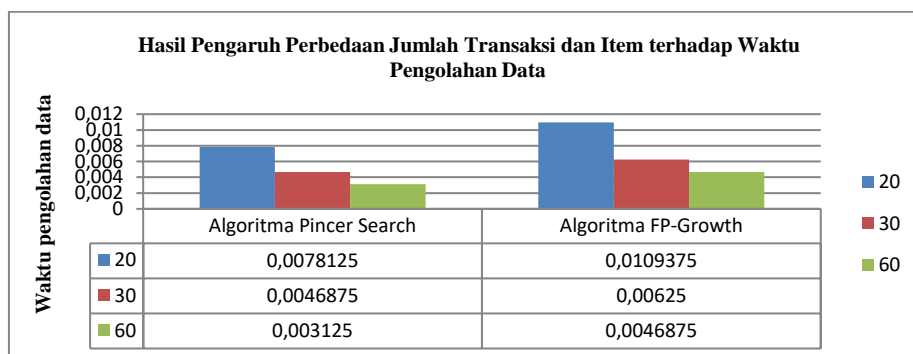 Hasil Pengaruh Perbedaan Jumlah Transaksi dan Item terhadap Waktu
Pengolahan Data
Waktu pengolahan data
0,012
0,01
0,008
0,006
0,004
0,002
0
Algoritma Pincer Search Algoritma FP-Growth
20 0,0078125 0,0109375
30 0,0046875 0,00625
60 0,003125 0,0046875
20
30
60